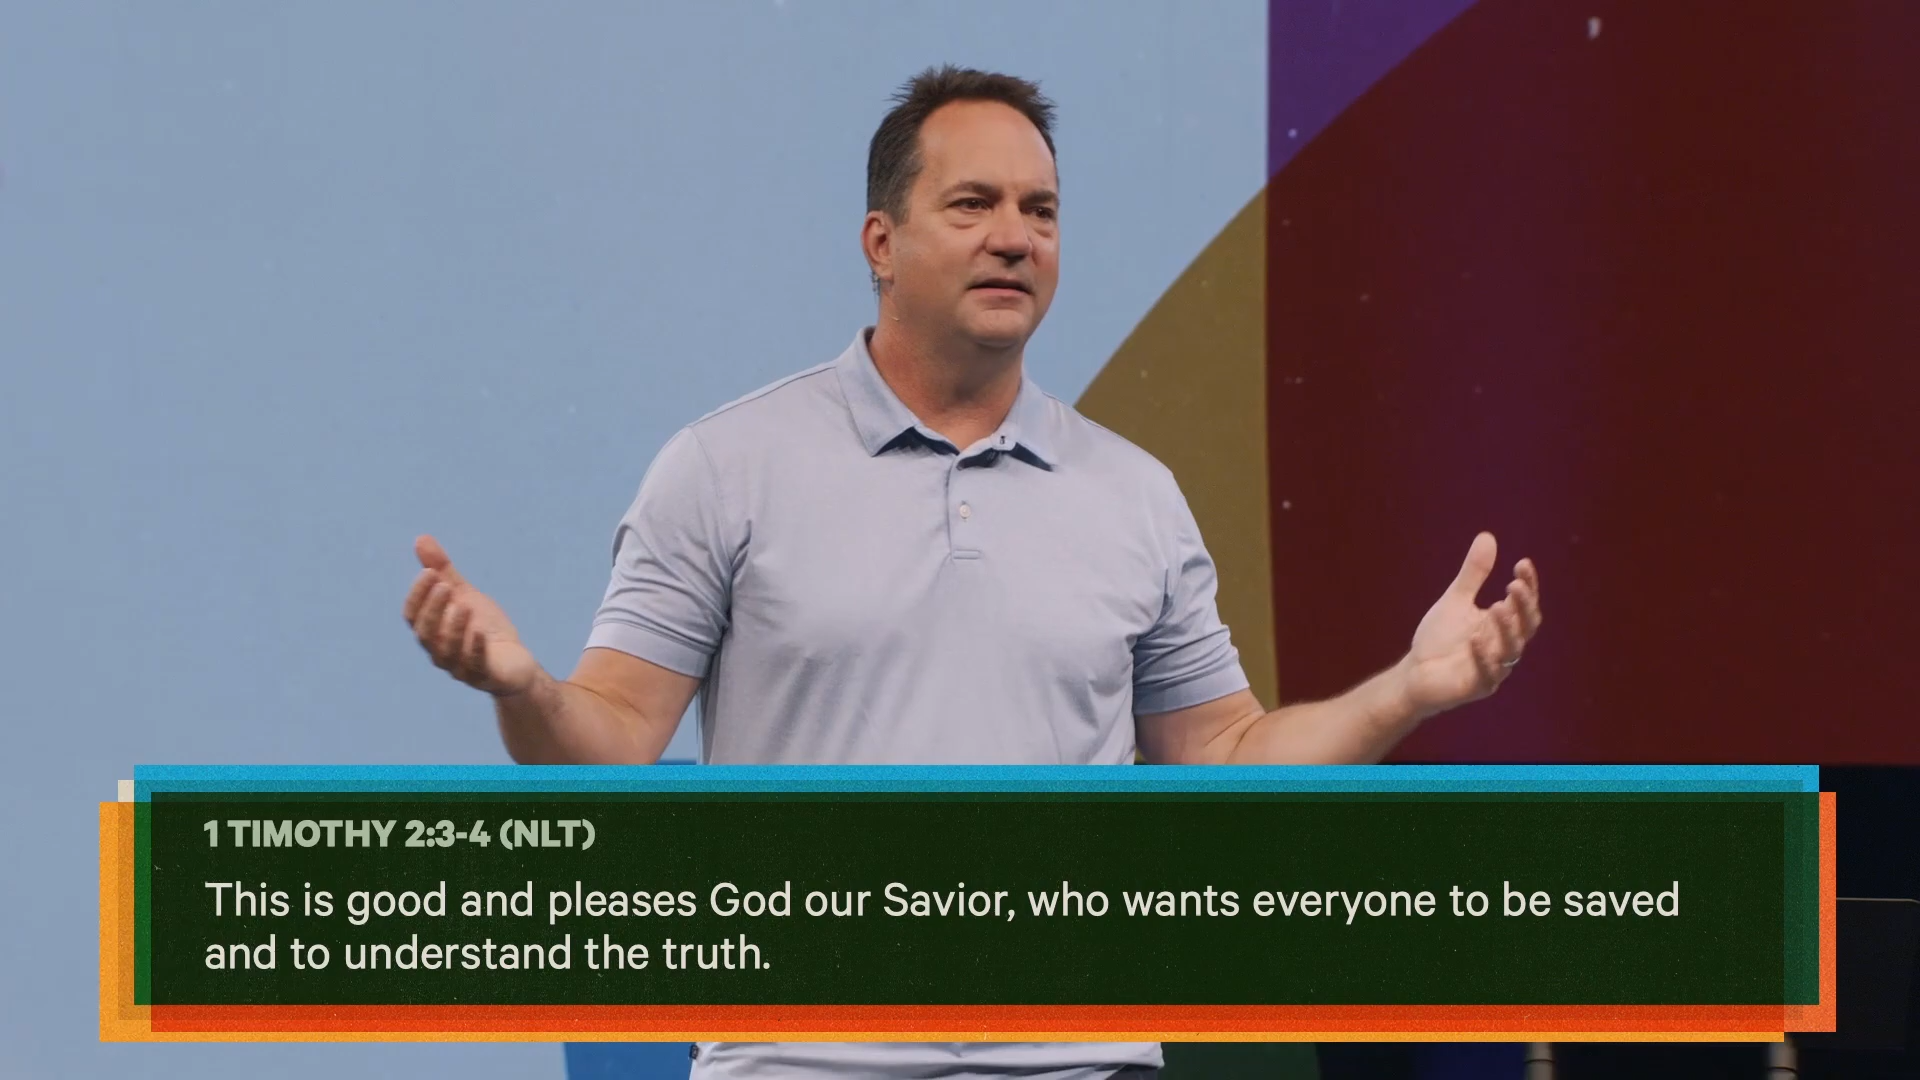 1 TIMOTHY 2:3-4 (NLT)
This is good and pleases God our Savior, who wants everyone to be saved
and to understand the truth.